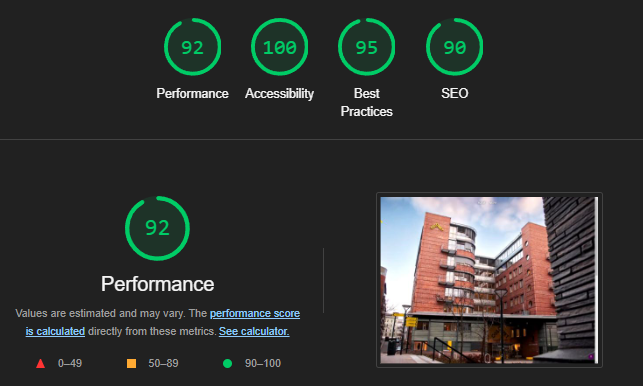 92 100 95 90
Performance Accessibility Best Practices SEO
92
Performance
Values are estimated and may vary. The performance score
is calculated directly from these metrics. See calculator.
0–49 50–89 90–100